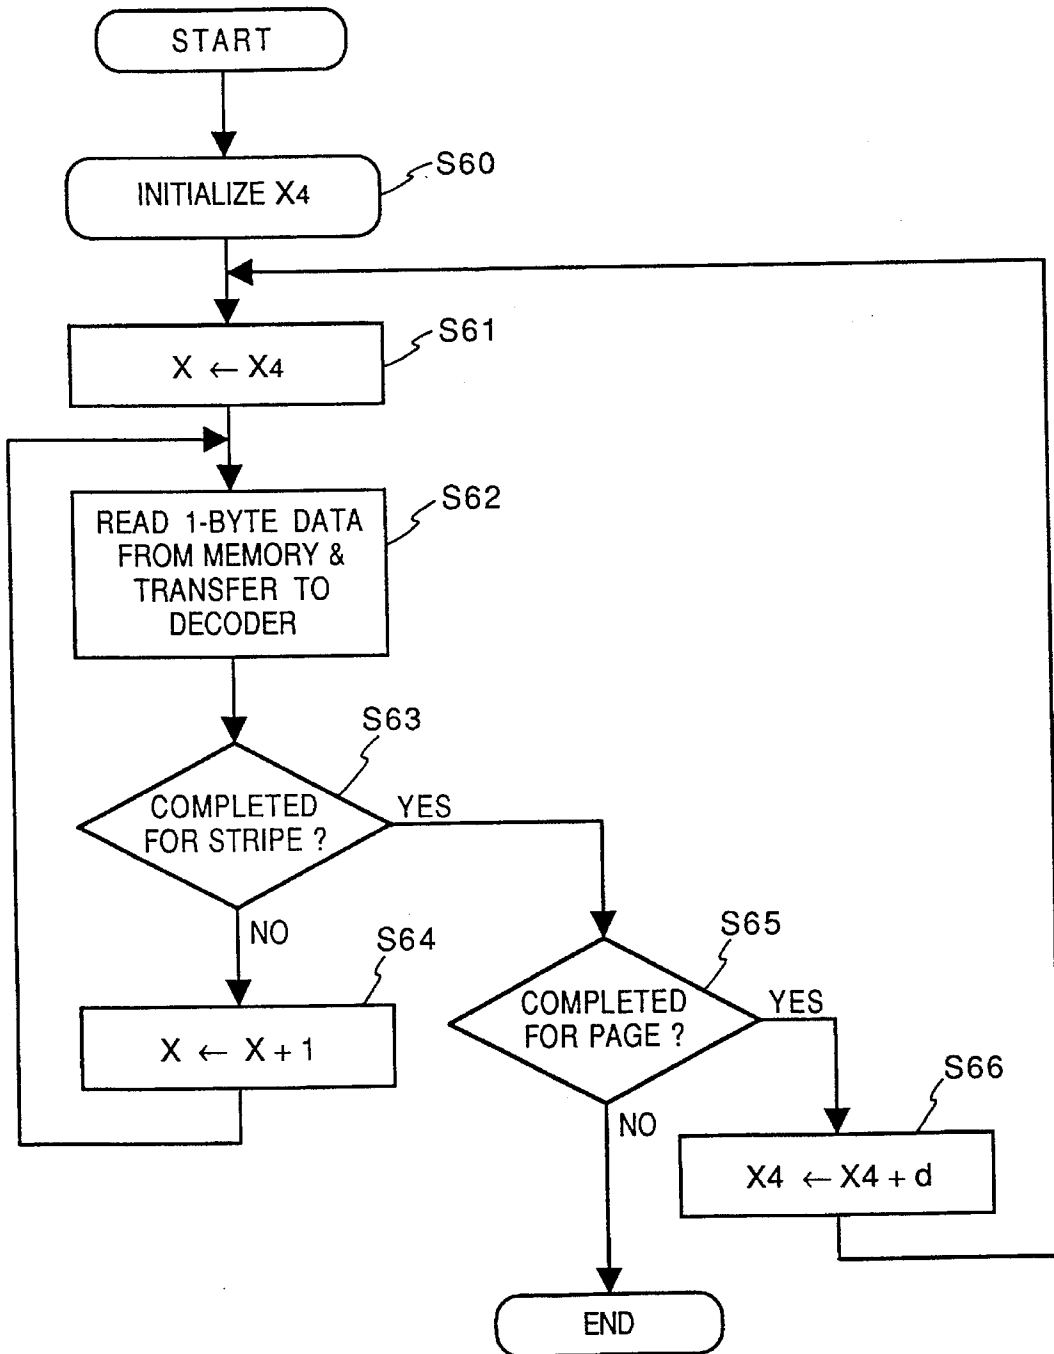 START
INITIALIZE X4
S60
X ← X4
S61
READ 1-BYTE DATA
FROM MEMORY &
TRANSFER TO
DECODER
S62
COMPLETED
FOR STRIPE ?
S63
YES
NO
X ← X + 1
S64
COMPLETED
FOR PAGE ?
S65
YES
NO
X4 ← X4 + d
S66
END